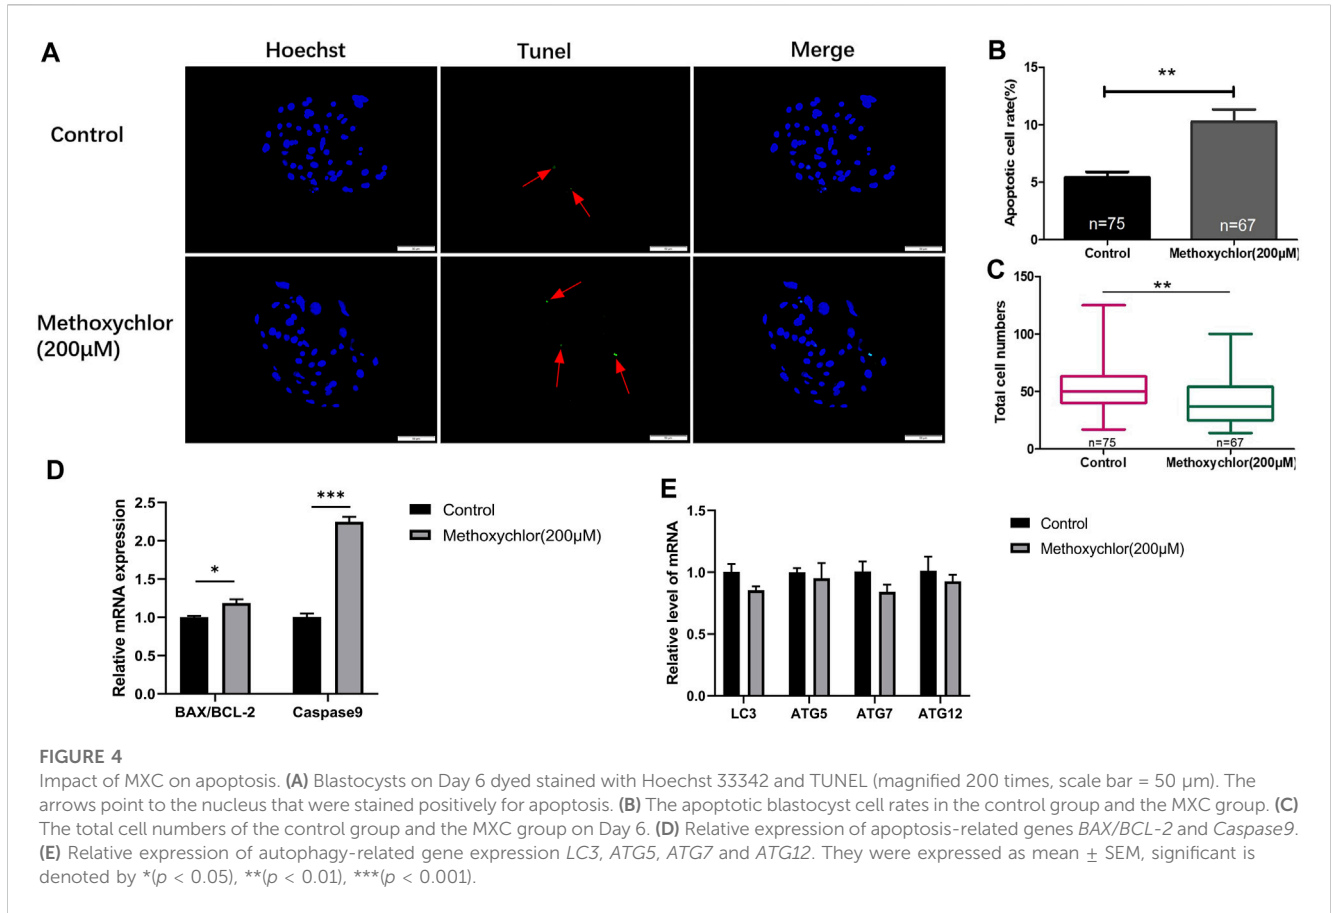 A
Hoechst
Tunel
Merge
Control
Methoxychlor
(200μM)
B
Apoptotic cell rate(%)
15
10
5
0
**
n=75
n=67
Control
Methoxychlor(200μM)
C
Total cell numbers
150
100
50
0
**
n=75
n=67
Control
Methoxychlor(200μM)
D
Relative mRNA expression
2.5
2.0
1.5
1.0
0.5
0.0
*
***
BAX/BCL-2
Caspase9
Control
Methoxychlor(200μM)
E
Relative level of mRNA
1.5
1.0
0.5
0.0
LC3
ATG5
ATG7
ATG12
Control
Methoxychlor(200μM)
FIGURE 4
Impact of MXC on apoptosis. (A) Blastocysts on Day 6 dyed stained with Hoechst 33342 and TUNEL (magnified 200 times, scale bar = 50 μm). The
arrows point to the nucleus that were stained positively for apoptosis. (B) The apoptotic blastocyst cell rates in the control group and the MXC group. (C)
The total cell numbers of the control group and the MXC group on Day 6. (D) Relative expression of apoptosis-related genes BAX/BCL-2 and Caspase9.
(E) Relative expression of autophagy-related gene expression LC3, ATG5, ATG7 and ATG12. They were expressed as mean ± SEM, significant is
denoted by *(p < 0.05), **(p < 0.01), ***(p < 0.001).